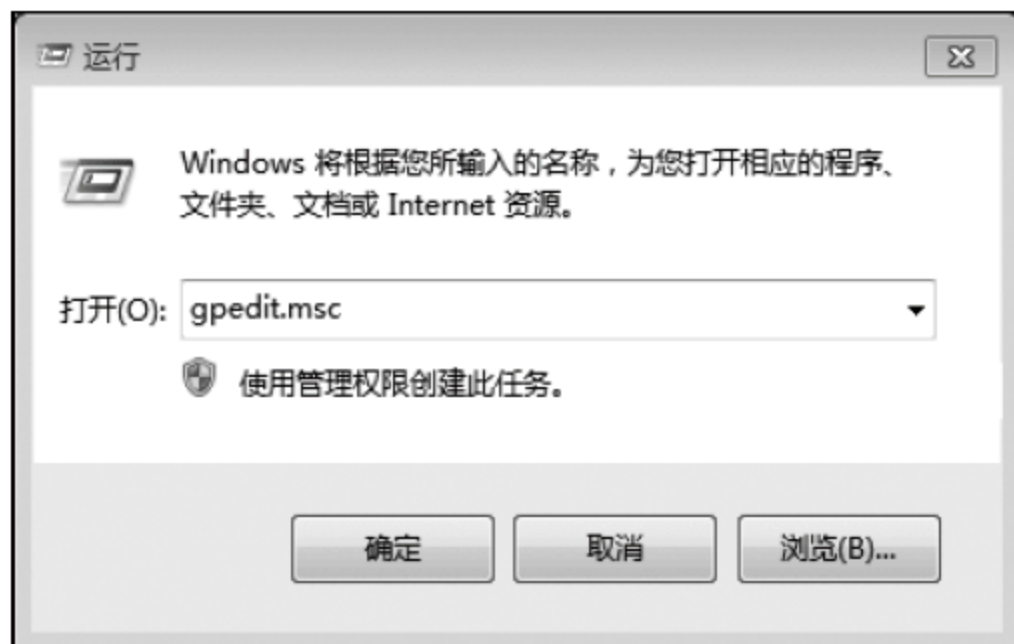 运行
Windows 将根据您所输入的名称，为您打开相应的程序、
文件夹、文档或 Internet 资源。
打开(O): gpedit.msc
使用管理权限创建此任务。
确定 取消 浏览(B)...